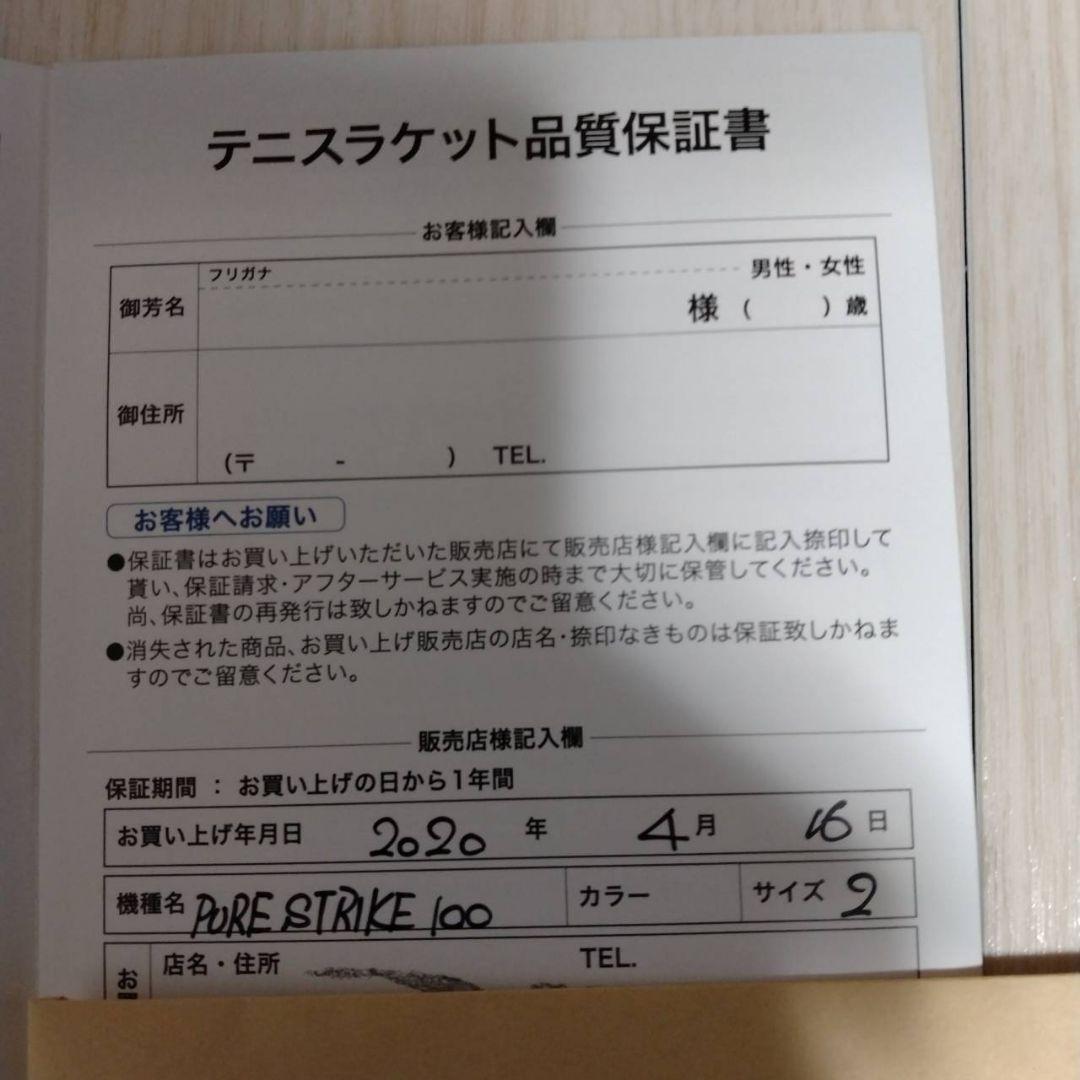 テニスラケット品質保証書
お客様記入欄
フリガナ 男性・女性
御芳名 様 ( ) 歳
御住所
(〒 - ) TEL.
お客様へお願い
●保証書はお買い上げいただいた販売店にて販売店様記入欄に記入捺印して
貰い、保証請求・アフターサービス実施の時まで大切に保管してください。
尚、保証書の再発行は致しかねますのでご留意ください。
●消失された商品、お買い上げ販売店の店名・捺印なきものは保証致しかねま
すのでご留意ください。
販売店様記入欄
保証期間 : お買い上げの日から1年間
お買い上げ年月日 2020 年 4 月 16 日
機種名 PURE STRIKE 100 カラー サイズ 2
店名・住所 TEL.
お